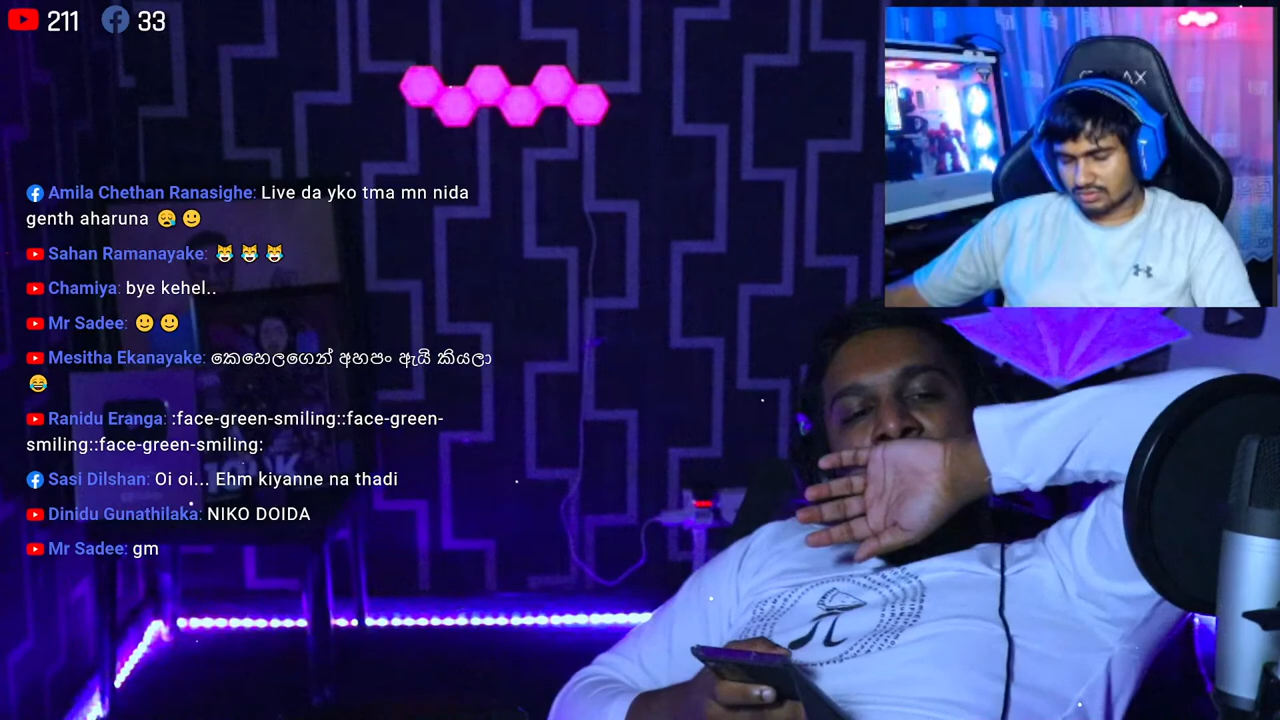 211 33
Amila Chethan Ranasighe: Live da yko tma mn nida
genth aharuna 😪 🙂
Sahan Ramanayake: 😹 😹 😹
Chamiya: bye kehel..
Mr Sadee: 🙂 🙂
Mesitha Ekanayake: කෙහෙලගෙන් අහපං ඇයි කියලා
😂
Ranidu Eranga: :face-green-smiling::face-green-
smiling::face-green-smiling:
Sasi Dilshan: Oi oi... Ehm kiyanne na thadi
Dinidu Gunathilaka: NIKO DOIDA
Mr Sadee: gm